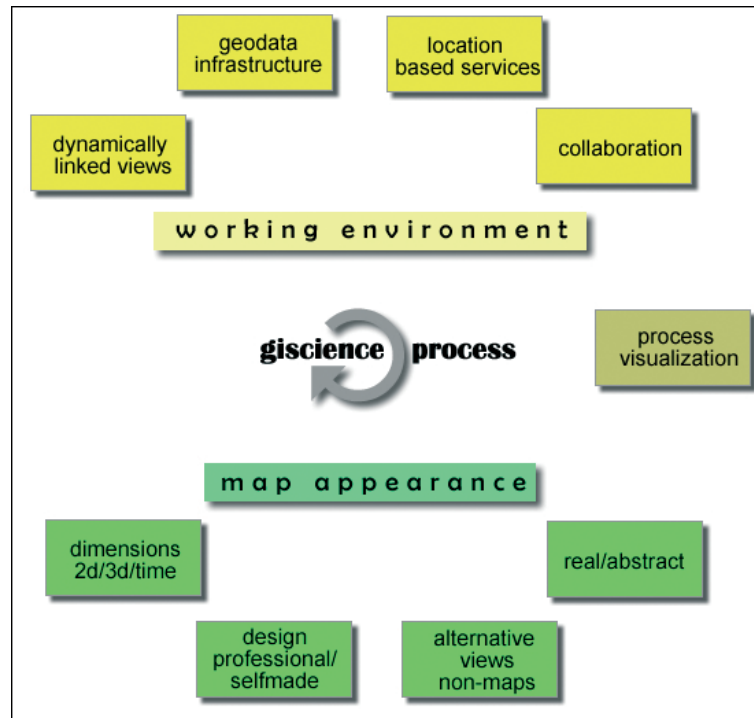 geodata
infrastructure
location
based services
dynamically
linked views
collaboration
working environment
giscience process
process
visualization
map appearance
dimensions
2d/3d/time
real/abstract
design
professional/
selfmade
alternative
views
non-maps